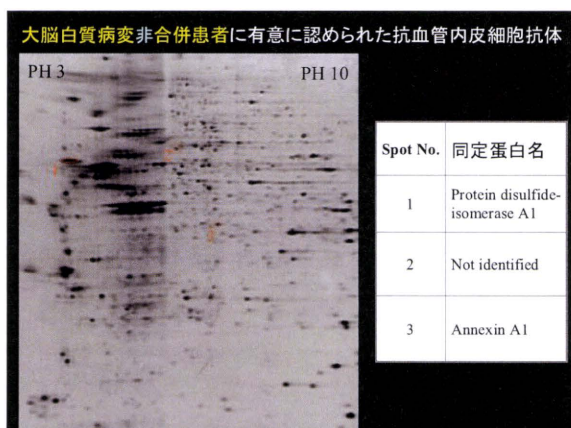 大脳白質病変非合併患者に有意に認められた抗血管内皮細胞抗体
PH 3
PH 10
Spot No.
同定蛋白名
1
Protein disulfide-
isomerase A1
2
Not identified
3
Annexin A1